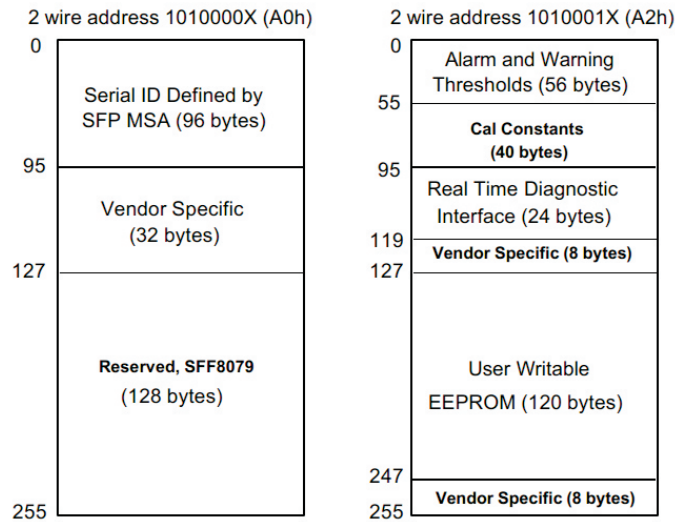 2 wire address 1010000X (A0h)
0
Serial ID Defined by
SFP MSA (96 bytes)
95
Vendor Specific
(32 bytes)
127
Reserved, SFF8079
(128 bytes)
255
2 wire address 1010001X (A2h)
0
Alarm and Warning
Thresholds (56 bytes)
55
Cal Constants
(40 bytes)
95
Real Time Diagnostic
Interface (24 bytes)
119
Vendor Specific (8 bytes)
127
User Writable
EEPROM (120 bytes)
247
Vendor Specific (8 bytes)
255